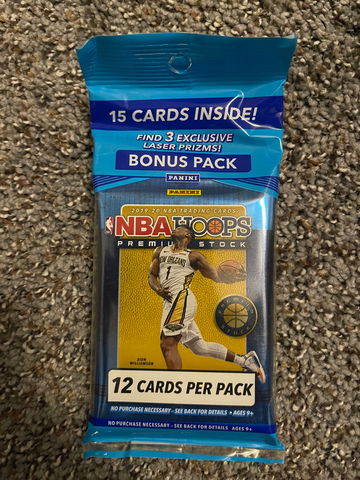 15 CARDS INSIDE!
FIND 3 EXCLUSIVE
LASER PRIZMS!
BONUS PACK
PANINI
PANINI
2019-20 NBA TRADING CARDS
NBA HOOPS
PREMIUM STOCK
NEW ORLEANS
1
PREMIUM
STOCK
ZION
WILLIAMSON
12 CARDS PER PACK
NO PURCHASE NECESSARY - SEE BACK FOR DETAILS • AGES 9+
NO PURCHASE NECESSARY - SEE BACK FOR DETAILS • AGES 9+